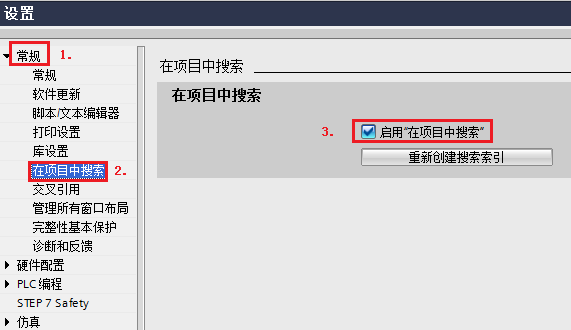 设置
常规 1.
常规
软件更新
脚本/文本编辑器
打印设置
库设置
在项目中搜索 2.
交叉引用
管理所有窗口布局
完整性基本保护
诊断和反馈
硬件配置
PLC 编程
STEP 7 Safety
仿真
在项目中搜索
在项目中搜索
3. 启用"在项目中搜索"
重新创建搜索索引